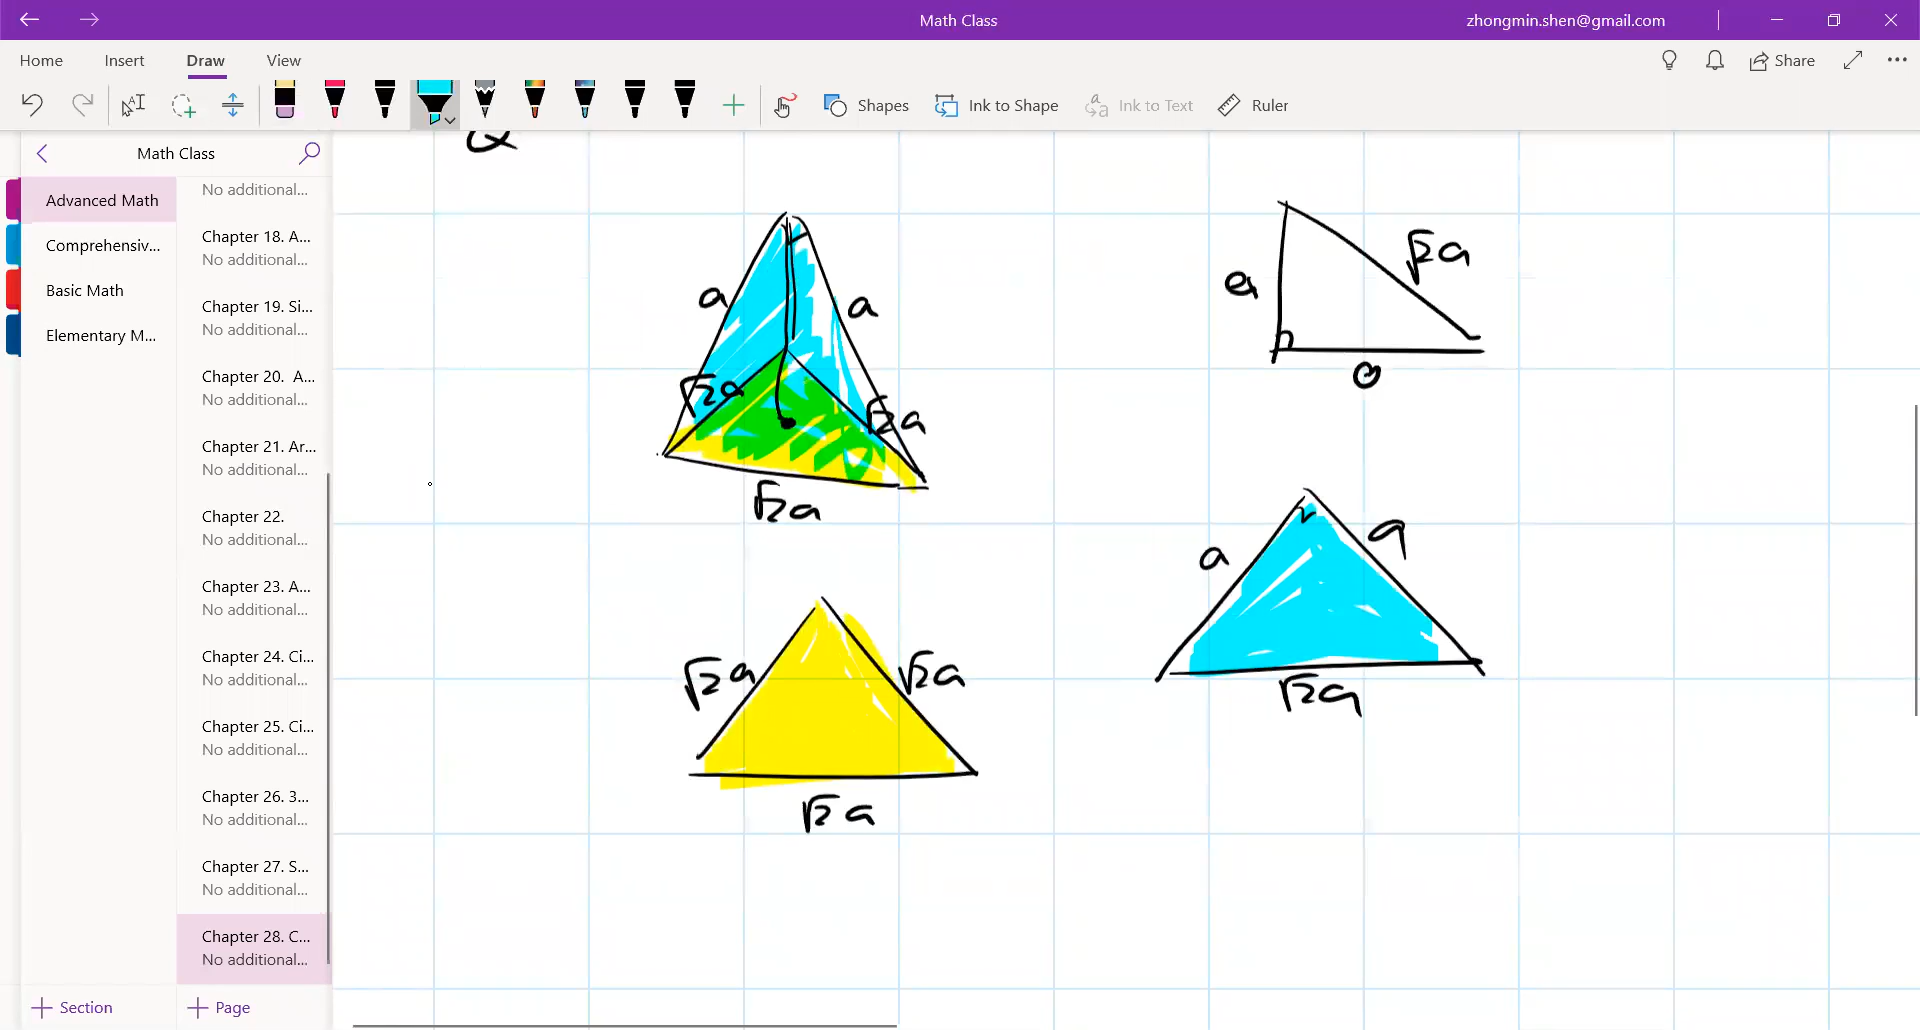 Math Class
zhongmin.shen@gmail.com
Home
Insert
Draw
View
Share
Shapes
Ink to Shape
Ink to Text
Ruler
Math Class
Advanced Math
Comprehensiv...
Basic Math
Elementary M...
No additional...
Chapter 18. A...
No additional...
Chapter 19. Si...
No additional...
Chapter 20. A...
No additional...
Chapter 21. Ar...
No additional...
Chapter 22.
No additional...
Chapter 23. A...
No additional...
Chapter 24. Ci...
No additional...
Chapter 25. Ci...
No additional...
Chapter 26. 3...
No additional...
Chapter 27. S...
No additional...
Chapter 28. C...
No additional...
Section
Page
a
a
√2a
√2a
√2a
a
√2a
√2a
√2a
√2a
a
a
√2a